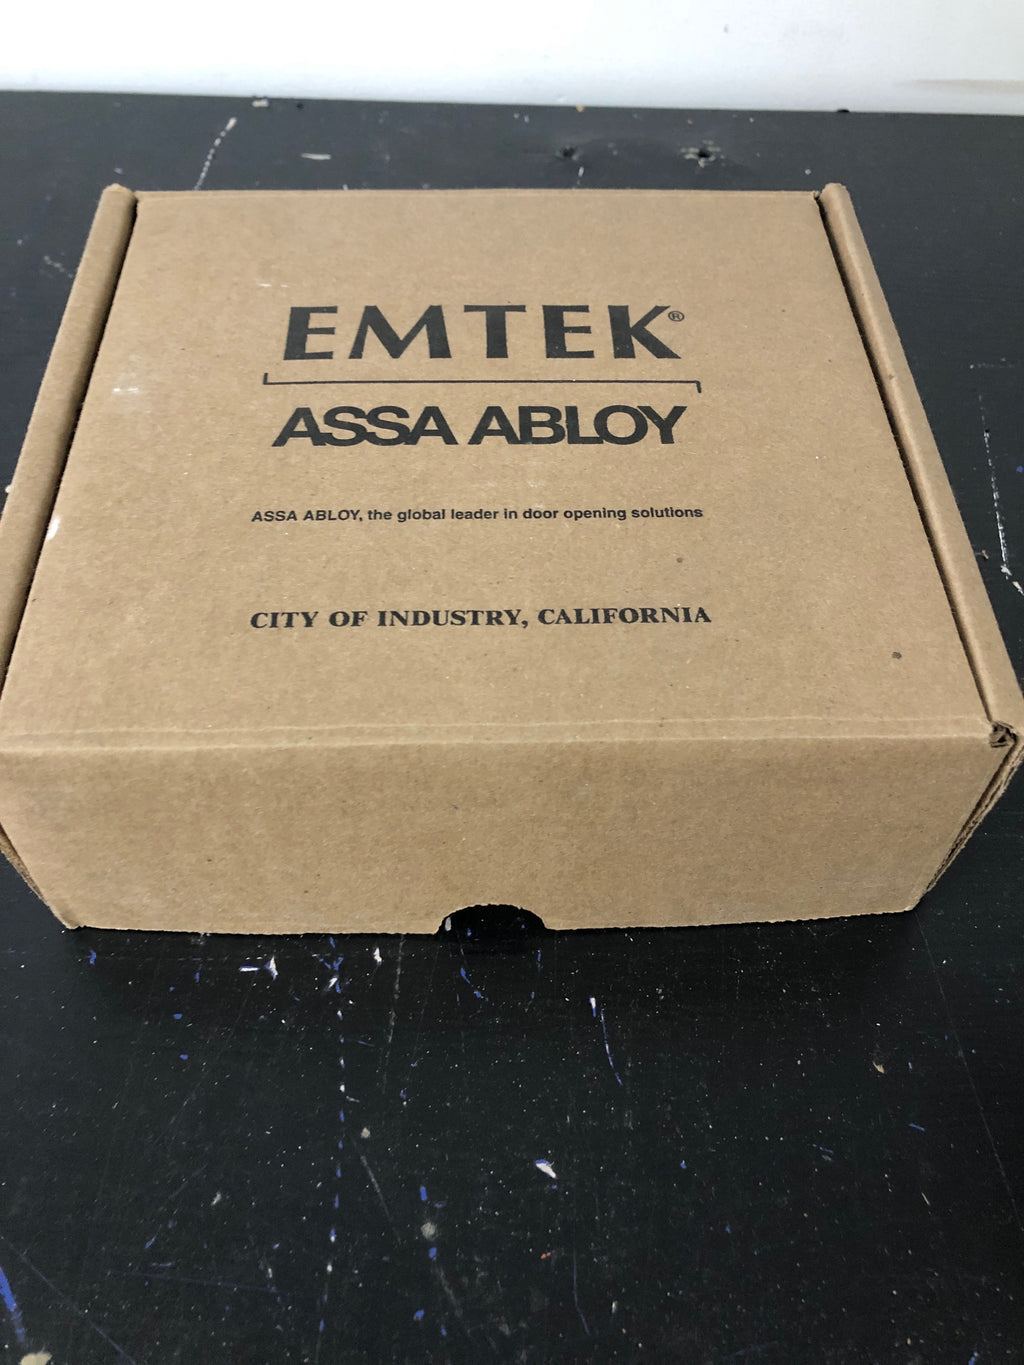 EMTEK®
ASSA ABLOY
ASSA ABLOY, the global leader in door opening solutions
CITY OF INDUSTRY, CALIFORNIA